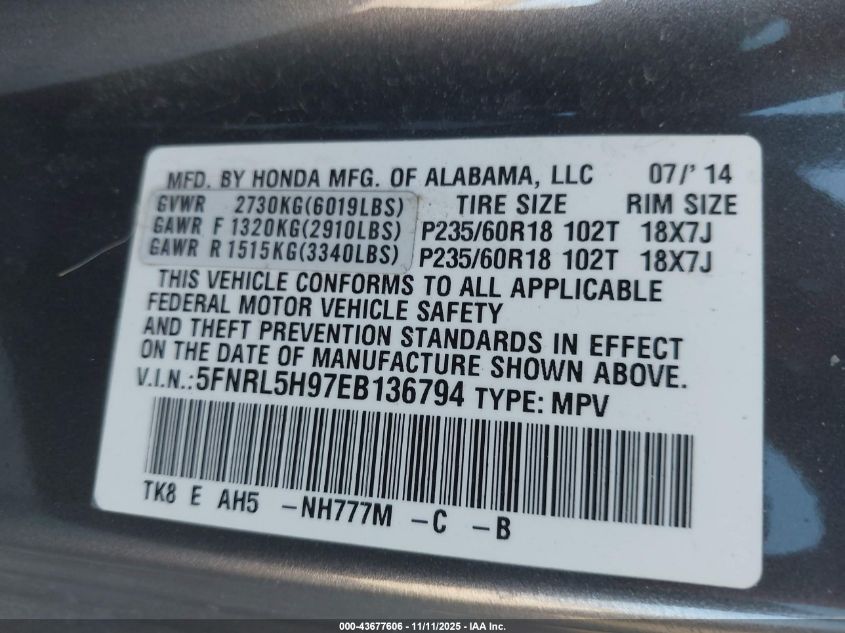 MFD. BY HONDA MFG. OF ALABAMA, LLC 07/' 14
GVWR 2730KG(6019LBS) TIRE SIZE RIM SIZE
GAWR F 1320KG(2910LBS) P235/60R18 102T 18X7J
GAWR R 1515KG(3340LBS) P235/60R18 102T 18X7J
THIS VEHICLE CONFORMS TO ALL APPLICABLE
FEDERAL MOTOR VEHICLE SAFETY
AND THEFT PREVENTION STANDARDS IN EFFECT
ON THE DATE OF MANUFACTURE SHOWN ABOVE.
V.I.N.:5FNRL5H97EB136794 TYPE: MPV
TK8 E AH5 -NH777M -C -B
000-43677606 - 11/11/2025 - IAA Inc.